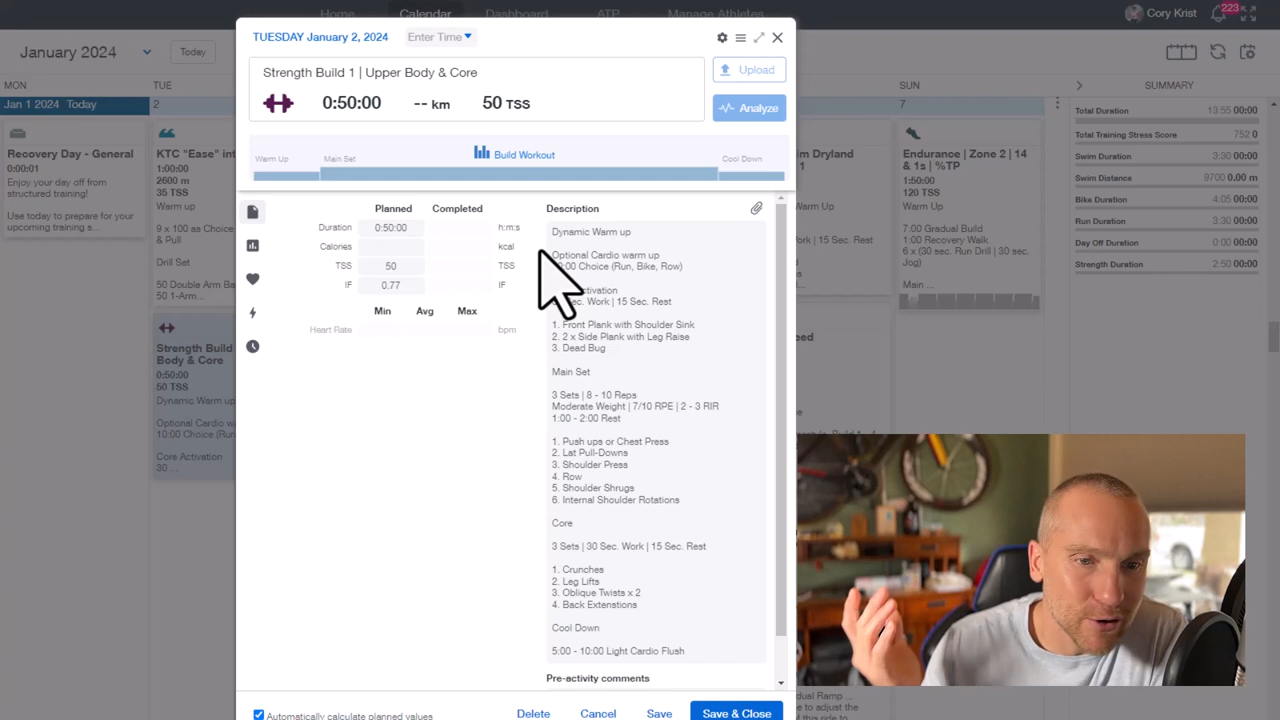 Home
Calendar
Dashboard
ATP
Manage Athletes
Cory Krist
223
January 2024
Today
MON
TUE
SUN
SUMMARY
Jan 1 2024 Today
2
7
Recovery Day - General
0:00:01
Enjoy your day off from
structured training!
Use today to prepare for your
upcoming training s...
KTC "Ease" int
1:00:00
2600 m
35 TSS
Warm up
9 x 100 as Choice
& Pull
Drill Set
50 Double Arm Ba
50 1-Arm...
Strength Build
Body & Core
0:50:00
50 TSS
Dynamic Warm up
Optional Cardio wa
10:00 Choice (Run,
Core Activation
30 ...
TUESDAY January 2, 2024
Enter Time
Strength Build 1 | Upper Body & Core
0:50:00
-- km
50 TSS
Upload
Analyze
Build Workout
Warm Up
Main Set
Cool Down
Planned
Completed
Duration
0:50:00
h:m:s
Calories
kcal
TSS
50
TSS
IF
0.77
IF
Min
Avg
Max
Heart Rate
bpm
Description
Dynamic Warm up
Optional Cardio warm up
:00 Choice (Run, Bike, Row)
ctivation
Sec. Work | 15 Sec. Rest
1. Front Plank with Shoulder Sink
2. 2 x Side Plank with Leg Raise
3. Dead Bug
Main Set
3 Sets | 8 - 10 Reps
Moderate Weight | 7/10 RPE | 2 - 3 RIR
1:00 - 2:00 Rest
1. Push ups or Chest Press
2. Lat Pull-Downs
3. Shoulder Press
4. Row
5. Shoulder Shrugs
6. Internal Shoulder Rotations
Core
3 Sets | 30 Sec. Work | 15 Sec. Rest
1. Crunches
2. Leg Lifts
3. Oblique Twists x 2
4. Back Extenstions
Cool Down
5:00 - 10:00 Light Cardio Flush
Pre-activity comments
Automatically calculate planned values
Delete
Cancel
Save
Save & Close
im Dryland
1
Warm Up
Work | 15 Sec. Rest
Endurance | Zone 2 | 14
& 1s | %TP
1:50:00
120 TSS
Warm Up
7:00 Gradual Build
1:00 Recovery Walk
6 x (30 Sec. Run Drill | 30 Sec.
Jog)
Main ...
Total Duration
13:55 00:00
Total Training Stress Score
752 0
Swim Duration
3:30 00:00
Swim Distance
9700 0.00 m
Bike Duration
4:05 00:00
Run Duration
3:30 00:00
Day Off Duration
0:00 00:00
Strength Duration
2:50 00:00